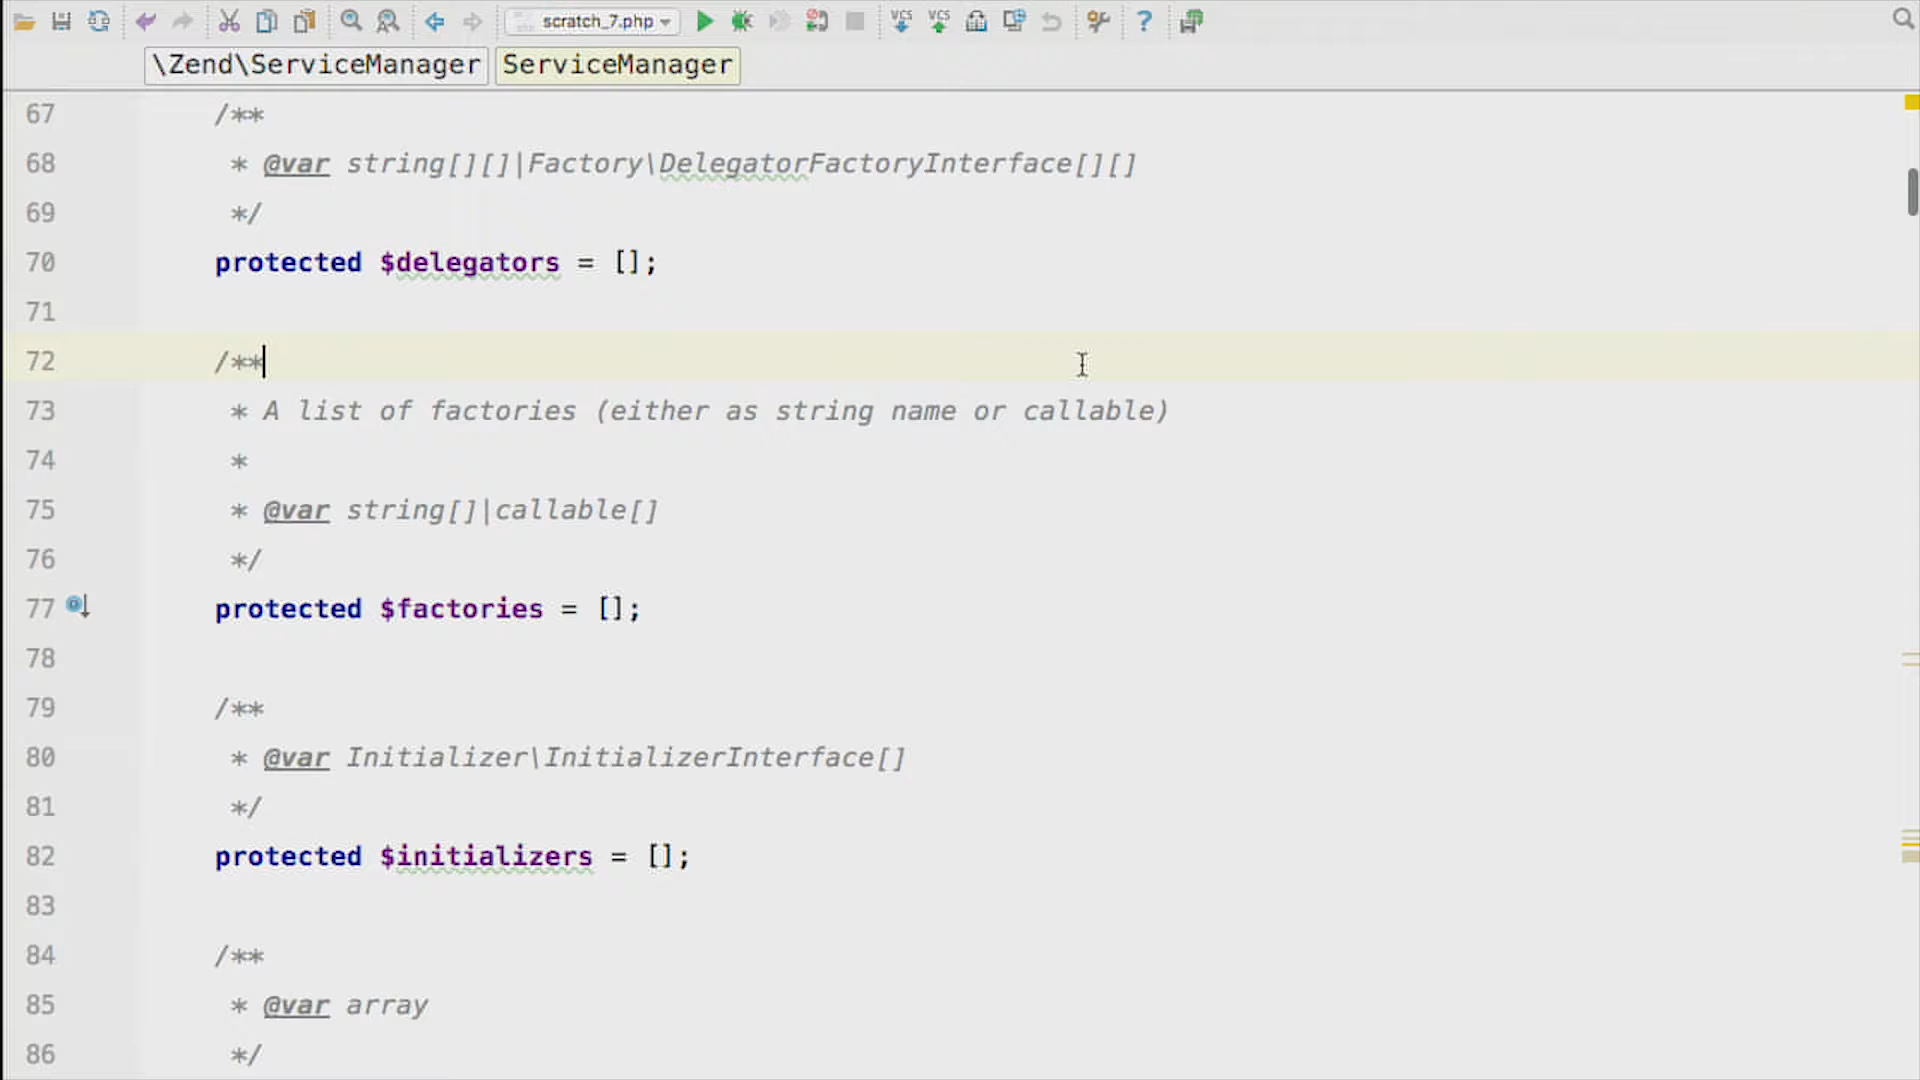 scratch_7.php
VCS VCS
\Zend\ServiceManager ServiceManager
67 /**
68 * @var string[][]|Factory\DelegatorFactoryInterface[][]
69 */
70 protected $delegators = [];
71
72 /**
73 * A list of factories (either as string name or callable)
74 *
75 * @var string[]|callable[]
76 */
77 protected $factories = [];
78
79 /**
80 * @var Initializer\InitializerInterface[]
81 */
82 protected $initializers = [];
83
84 /**
85 * @var array
86 */